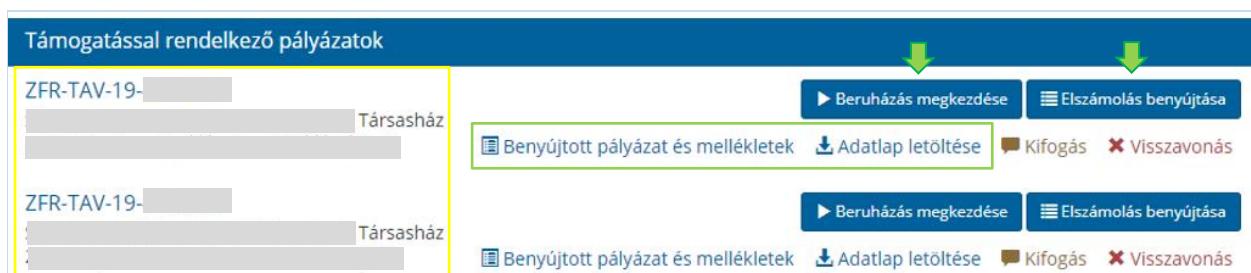 Támogatással rendelkező pályázatok
ZFR-TAV-19-
Beruházás megkezdése Elszámolás benyújtása
Társasház
Benyújtott pályázat és mellékletek Adatlap letöltése Kifogás Visszavonás
ZFR-TAV-19-
Beruházás megkezdése Elszámolás benyújtása
Társasház
Benyújtott pályázat és mellékletek Adatlap letöltése Kifogás Visszavonás